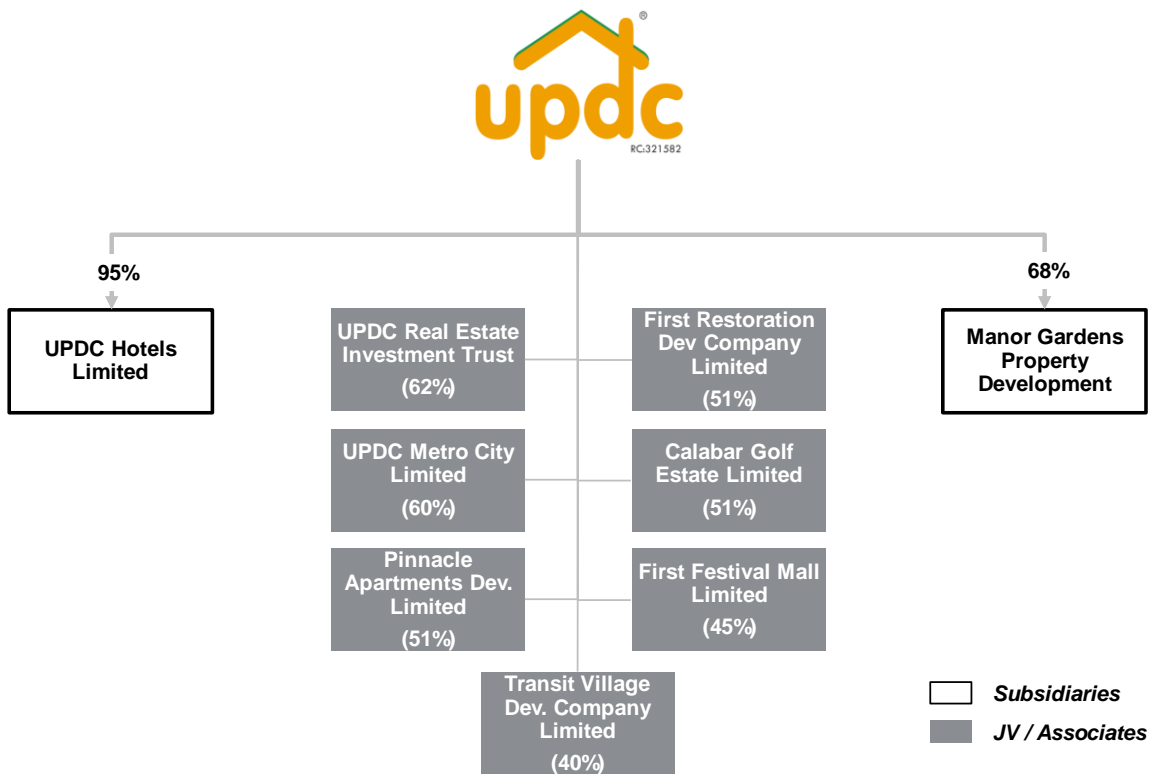 ®
updc
RC:321582
95%
68%
UPDC Hotels
Limited
UPDC Real Estate
Investment Trust
(62%)
First Restoration
Dev Company
Limited
(51%)
Manor Gardens
Property
Development
UPDC Metro City
Limited
(60%)
Calabar Golf
Estate Limited
(51%)
Pinnacle
Apartments Dev.
Limited
(51%)
First Festival Mall
Limited
(45%)
Transit Village
Dev. Company
Limited
(40%)
Subsidiaries
JV / Associates